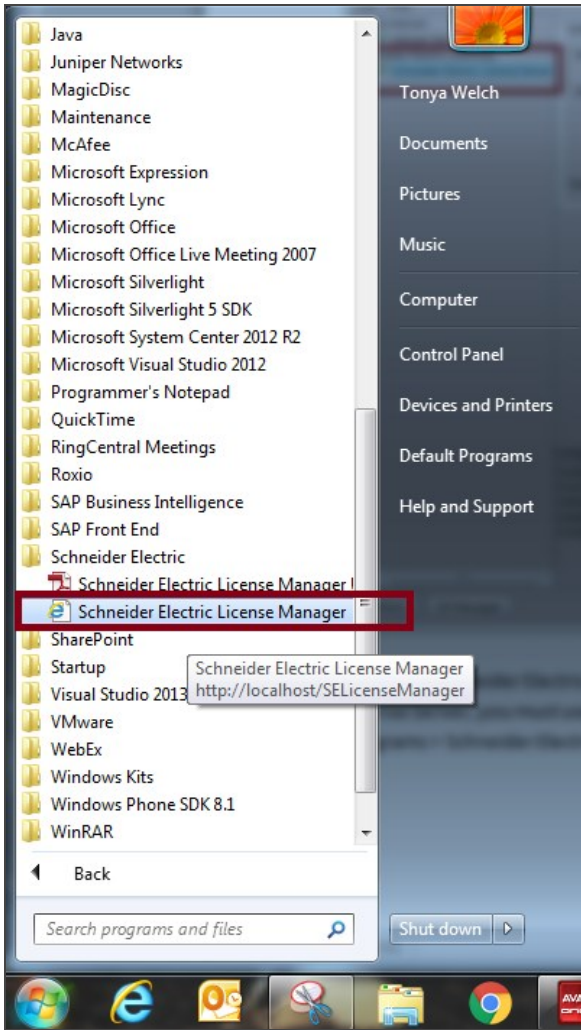 Java
Juniper Networks
MagicDisc
Maintenance
McAfee
Microsoft Expression
Microsoft Lync
Microsoft Office
Microsoft Office Live Meeting 2007
Microsoft Silverlight
Microsoft Silverlight 5 SDK
Microsoft System Center 2012 R2
Microsoft Visual Studio 2012
Programmer's Notepad
QuickTime
RingCentral Meetings
Roxio
SAP Business Intelligence
SAP Front End
Schneider Electric
Schneider Electric License Manager
Schneider Electric License Manager
SharePoint
Startup
Visual Studio 2013
VMware
WebEx
Windows Kits
Windows Phone SDK 8.1
WinRAR
Back
Search programs and files
Schneider Electric License Manager
http://localhost/SELicenseManager
Tonya Welch
Documents
Pictures
Music
Computer
Control Panel
Devices and Printers
Default Programs
Help and Support
Shut down